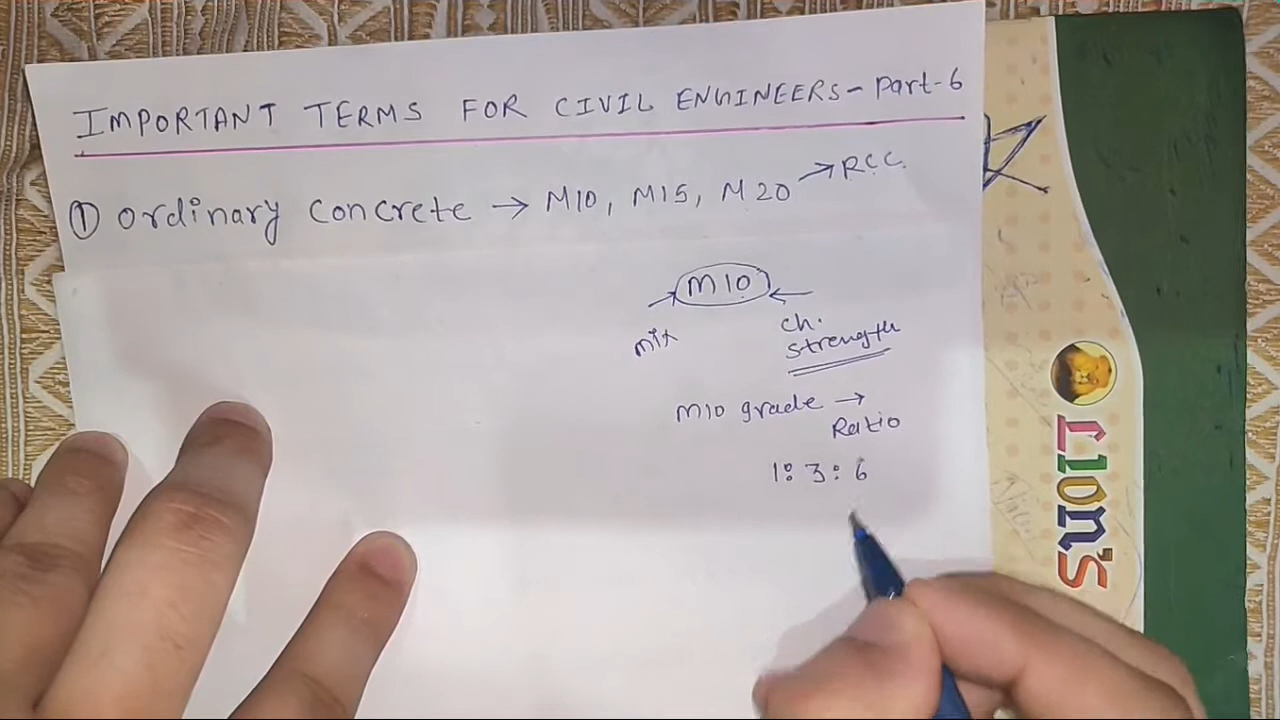 IMPORTANT TERMS FOR CIVIL ENGINEERS - Part-6
① Ordinary Concrete → M10, M15, M20 → RCC.
M10
mix
ch.
strength
M10 grade →
Ratio
1:3:6
LION'S